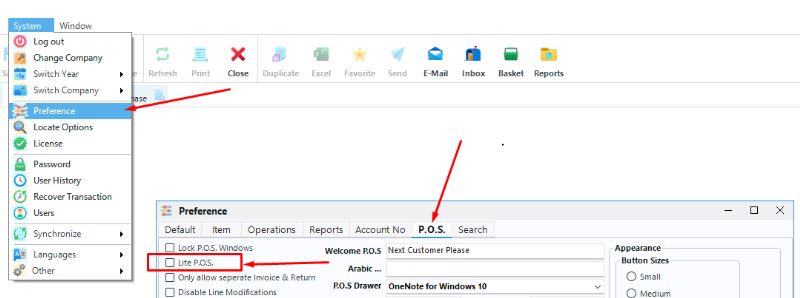 System Window
Log out
Change Company
Switch Year
Switch Company
Preference
Locate Options
License
Password
User History
Recover Transaction
Users
Synchronize
Languages
Other
Refresh Print Close Duplicate Excel Favorite Send E-Mail Inbox Basket Reports
Preference
Default Item Operations Reports Account No P.O.S. Search
Lock P.O.S. Windows
Lite P.O.S.
Only allow seperate Invoice & Return
Disable Line Modifications
Welcome P.O.S Next Customer Please
Arabic ...
P.O.S Drawer OneNote for Windows 10
Appearance
Button Sizes
Small
Medium